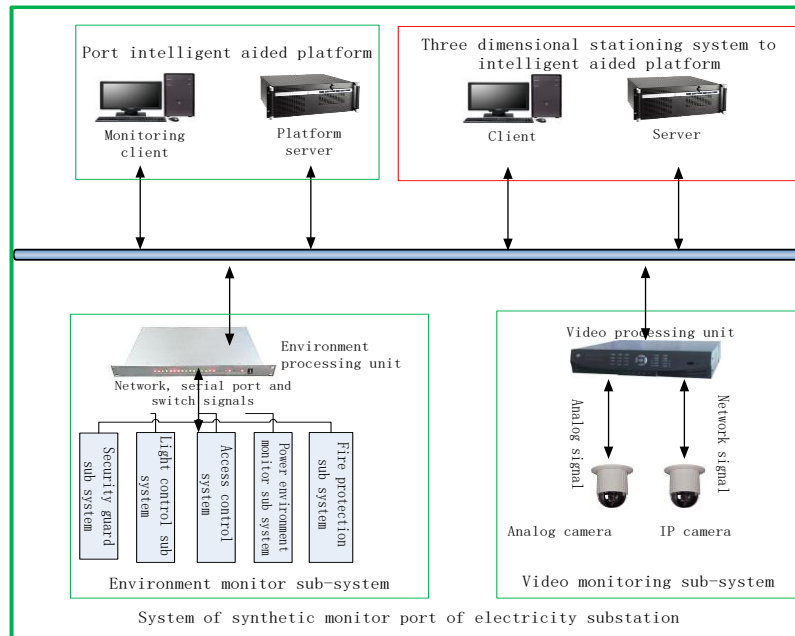 Port intelligent aided platform
Monitoring
client
Platform
server
Three dimensional stationing system to
intelligent aided platform
Client
Server
Environment
processing unit
Network, serial port and
switch signals
Security guard
sub system
Light control sub
system
Access control
system
Power environment
monitor sub system
Fire protection
sub system
Environment monitor sub-system
Video processing unit
Analog signal
Network signal
Analog camera
IP camera
Video monitoring sub-system
System of synthetic monitor port of electricity substation